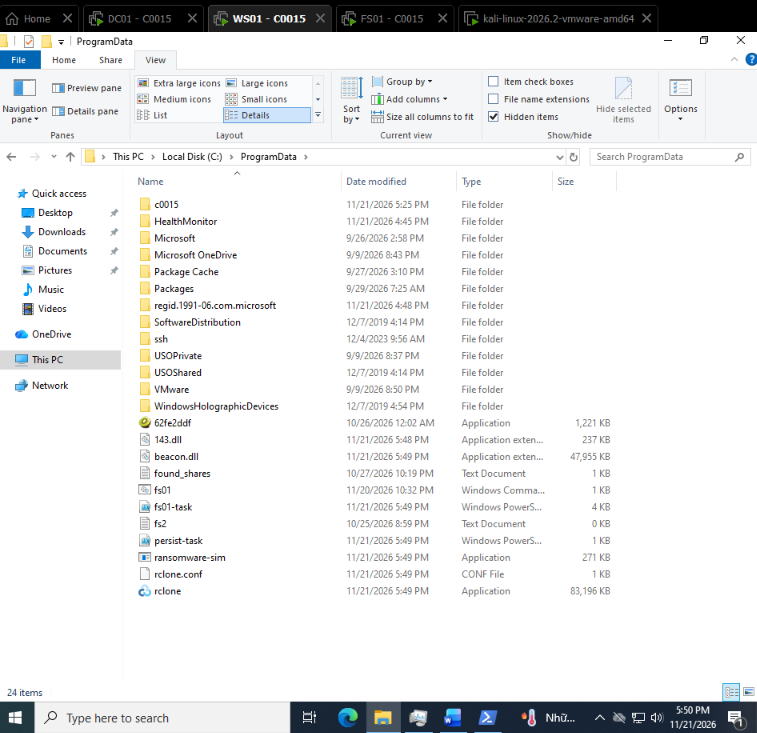 Home
DC01 - C0015
WS01 - C0015
FS01 - C0015
kali-linux-2026.2-vmware-amd64
ProgramData
File
Home
Share
View
Navigation pane
Preview pane
Details pane
Panes
Extra large icons
Large icons
Medium icons
Small icons
List
Details
Layout
Sort by
Group by
Add columns
Size all columns to fit
Current view
Item check boxes
File name extensions
Hidden items
Hide selected items
Show/hide
Options
This PC
Local Disk (C:)
ProgramData
Search ProgramData
Quick access
Desktop
Downloads
Documents
Pictures
Music
Videos
OneDrive
This PC
Network
Name Date modified Type Size
c0015 11/21/2026 5:25 PM File folder
HealthMonitor 11/21/2026 4:45 PM File folder
Microsoft 9/26/2026 2:58 PM File folder
Microsoft OneDrive 9/9/2026 8:43 PM File folder
Package Cache 9/27/2026 3:10 PM File folder
Packages 9/29/2026 7:25 AM File folder
regid.1991-06.com.microsoft 11/21/2026 4:48 PM File folder
SoftwareDistribution 12/7/2019 4:14 PM File folder
ssh 12/4/2023 9:56 AM File folder
USOPrivate 9/9/2026 8:37 PM File folder
USOShared 12/7/2019 4:14 PM File folder
VMware 9/9/2026 8:50 PM File folder
WindowsHolographicDevices 12/7/2019 4:54 PM File folder
62fe2ddf 10/26/2026 12:02 AM Application 1,221 KB
143.dll 11/21/2026 5:48 PM Application exten... 237 KB
beacon.dll 11/21/2026 5:49 PM Application exten... 47,955 KB
found_shares 10/27/2026 10:19 PM Text Document 1 KB
fs01 11/20/2026 10:32 PM Windows Comma... 1 KB
fs01-task 11/21/2026 5:49 PM Windows PowerS... 4 KB
fs2 10/25/2026 8:59 PM Text Document 0 KB
persist-task 11/21/2026 5:49 PM Windows PowerS... 1 KB
ransomware-sim 11/21/2026 5:49 PM Application 271 KB
rclone.conf 11/21/2026 5:49 PM CONF File 1 KB
rclone 11/21/2026 5:49 PM Application 83,196 KB
24 items
Type here to search
Nhữ...
5:50 PM
11/21/2026
1